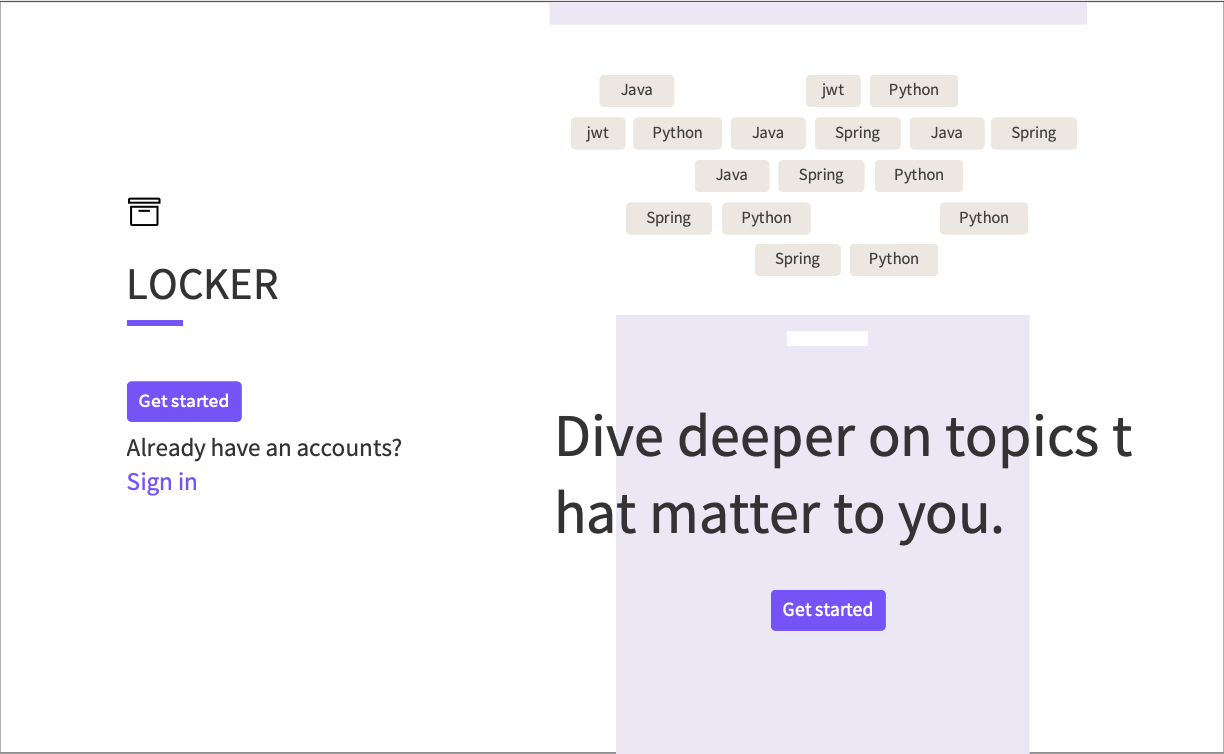 LOCKER
Get started
Already have an accounts?
Sign in
Java jwt Python
jwt Python Java Spring Java Spring
Java Spring Python
Spring Python Python
Spring Python
Dive deeper on topics t
hat matter to you.
Get started